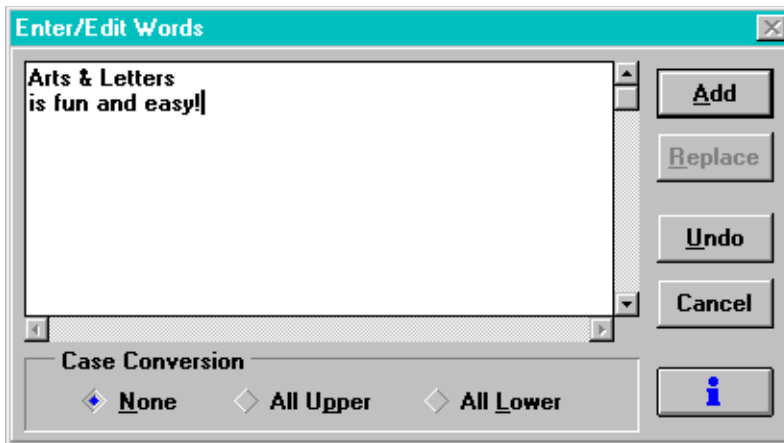 Enter/Edit Words
Arts & Letters
is fun and easy!
Add
Replace
Undo
Cancel
Case Conversion
None
All Upper
All Lower
i